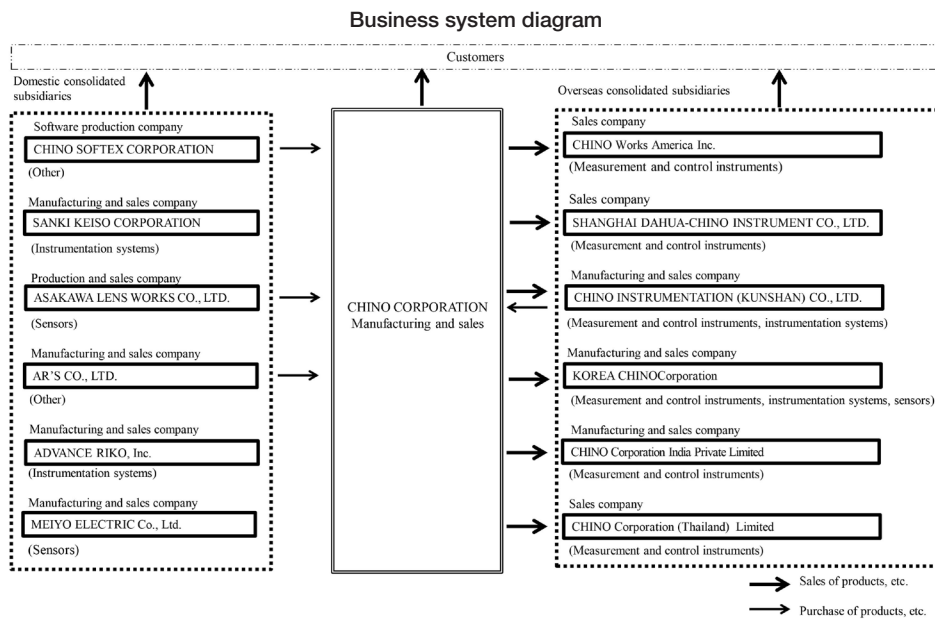 Business system diagram
Customers
Domestic consolidated
subsidiaries
Software production company
CHINO SOFTEX CORPORATION
(Other)
Manufacturing and sales company
SANKI KEISO CORPORATION
(Instrumentation systems)
Production and sales company
ASAKAWA LENS WORKS CO., LTD.
(Sensors)
Manufacturing and sales company
AR'S CO., LTD.
(Other)
Manufacturing and sales company
ADVANCE RIKO, Inc.
(Instrumentation systems)
Manufacturing and sales company
MEIYO ELECTRIC Co., Ltd.
(Sensors)
CHINO CORPORATION
Manufacturing and sales
Overseas consolidated subsidiaries
Sales company
CHINO Works America Inc.
(Measurement and control instruments)
Sales company
SHANGHAI DAHUA-CHINO INSTRUMENT CO., LTD.
(Measurement and control instruments)
Manufacturing and sales company
CHINO INSTRUMENTATION (KUNSHAN) CO., LTD.
(Measurement and control instruments, instrumentation systems)
Manufacturing and sales company
KOREA CHINOCorporation
(Measurement and control instruments, instrumentation systems, sensors)
Manufacturing and sales company
CHINO Corporation India Private Limited
(Measurement and control instruments)
Sales company
CHINO Corporation (Thailand) Limited
(Measurement and control instruments)
Sales of products, etc.
Purchase of products, etc.